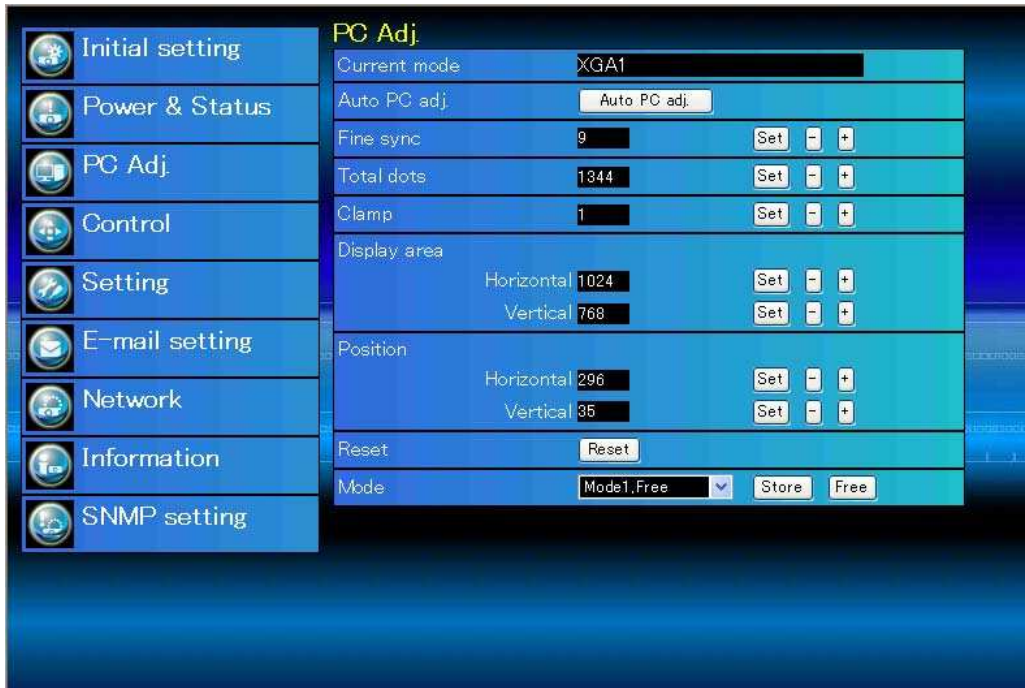 Initial setting
Power & Status
PC Adj.
Control
Setting
E-mail setting
Network
Information
SNMP setting
PC Adj.
Current mode XGA1
Auto PC adj. Auto PC adj.
Fine sync 9 Set - +
Total dots 1344 Set - +
Clamp 1 Set - +
Display area
Horizontal 1024 Set - +
Vertical 768 Set - +
Position
Horizontal 296 Set - +
Vertical 35 Set - +
Reset Reset
Mode Mode1,Free Store Free